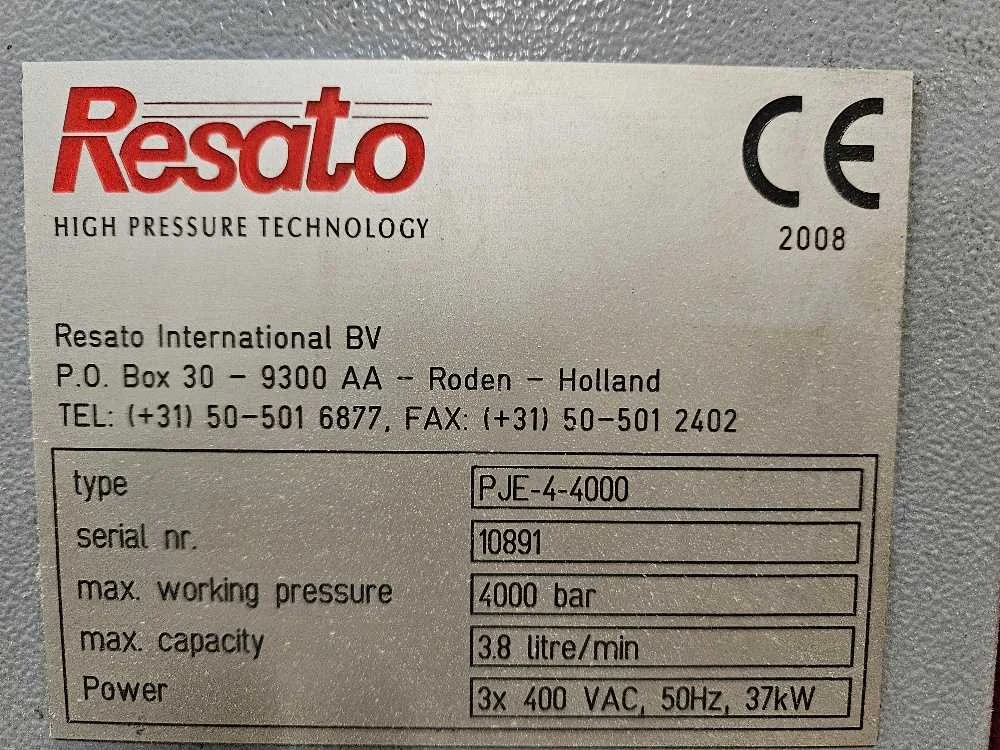 Resato
HIGH PRESSURE TECHNOLOGY
CE
2008
Resato International BV
P.O. Box 30 – 9300 AA – Roden – Holland
TEL: (+31) 50–501 6877, FAX: (+31) 50–501 2402
type PJE-4-4000
serial nr. 10891
max. working pressure 4000 bar
max. capacity 3.8 litre/min
Power 3x 400 VAC, 50Hz, 37kW